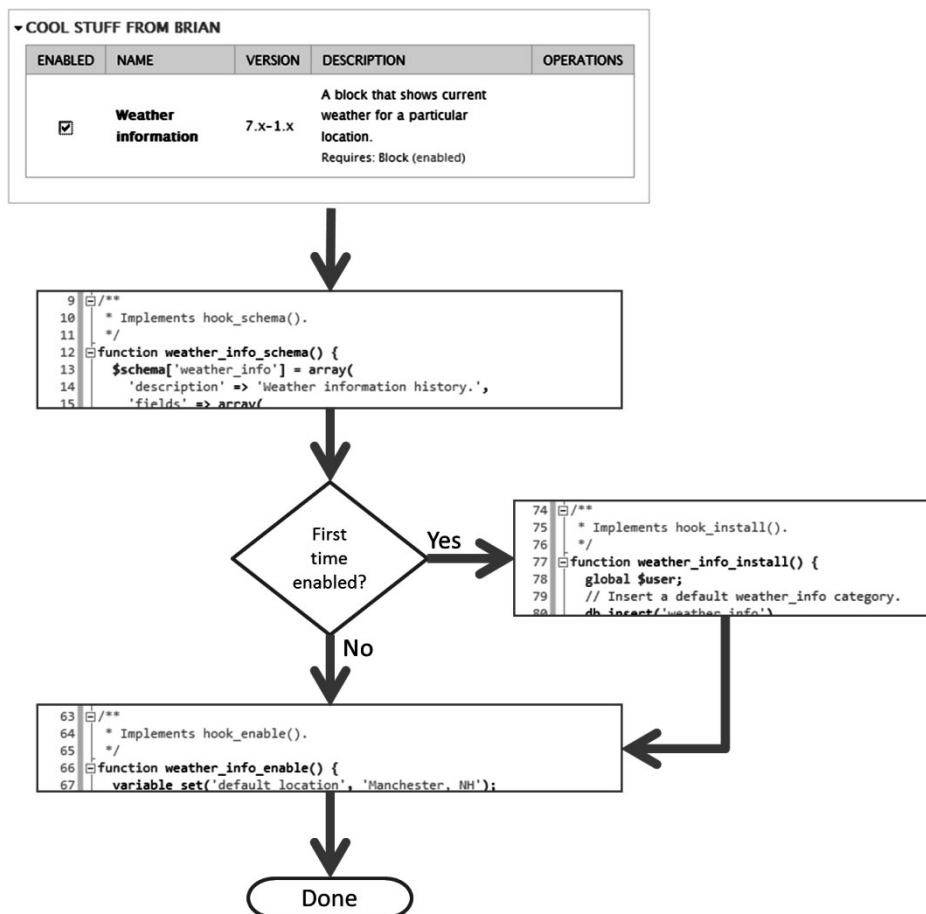 COOL STUFF FROM BRIAN
ENABLED NAME VERSION DESCRIPTION OPERATIONS
Weather information 7.x-1.x A block that shows current
weather for a particular
location.
Requires: Block (enabled)
9 /**
10 * Implements hook_schema().
11 */
12 function weather_info_schema() {
13 $schema['weather_info'] = array(
14 'description' => 'Weather information history.',
15 'fields' => array(
First
time
enabled?
Yes
74 /**
75 * Implements hook_install().
76 */
77 function weather_info_install() {
78 global $user;
79 // Insert a default weather_info category.
80 db_insert('weather_info')
No
63 /**
64 * Implements hook_enable().
65 */
66 function weather_info_enable() {
67 variable_set('default_location', 'Manchester, NH');
Done